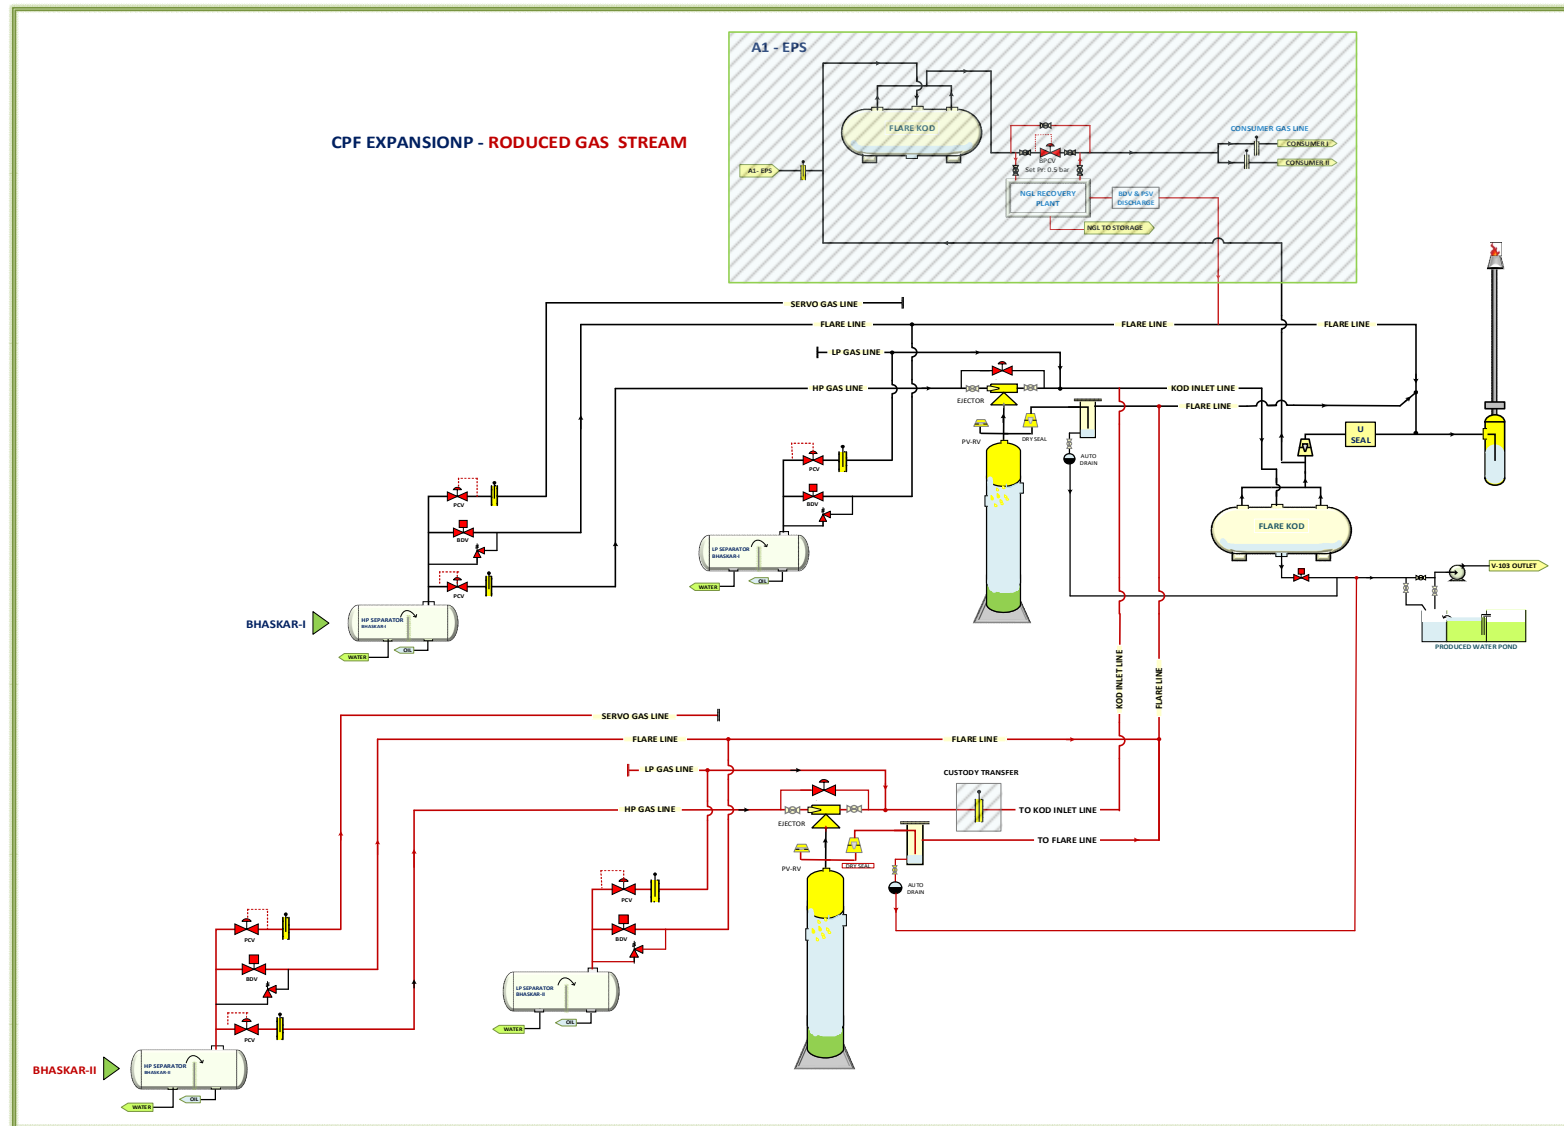 A1 - EPS
CPF EXPANSIONP - RODUCED GAS STREAM
FLARE KOD
CONSUMER GAS LINE
CONSUMER I
CONSUMER II
A1- EPS
BPCV
Set Pr: 0.5 bar
NGL RECOVERY
PLANT
BDV & PSV
DISCHARGE
NGL TO STORAGE
SERVO GAS LINE
FLARE LINE
FLARE LINE
FLARE LINE
LP GAS LINE
HP GAS LINE
KOD INLET LINE
EJECTOR
FLARE LINE
PV-RV
DRY SEAL
U
SEAL
AUTO
DRAIN
PCV
BDV
PCV
BDV
PCV
FLARE KOD
LP SEPARATOR
BHASKAR-I
WATER
OIL
V-103 OUTLET
HP SEPARATOR
BHASKAR-I
BHASKAR-I
WATER
OIL
PRODUCED WATER POND
KOD INLET LINE
FLARE LINE
SERVO GAS LINE
FLARE LINE
FLARE LINE
LP GAS LINE
CUSTODY TRANSFER
HP GAS LINE
TO KOD INLET LINE
EJECTOR
TO FLARE LINE
PV-RV
DRY SEAL
AUTO
DRAIN
PCV
BDV
PCV
BDV
PCV
LP SEPARATOR
BHASKAR-II
WATER
OIL
HP SEPARATOR
BHASKAR-II
BHASKAR-II
WATER
OIL